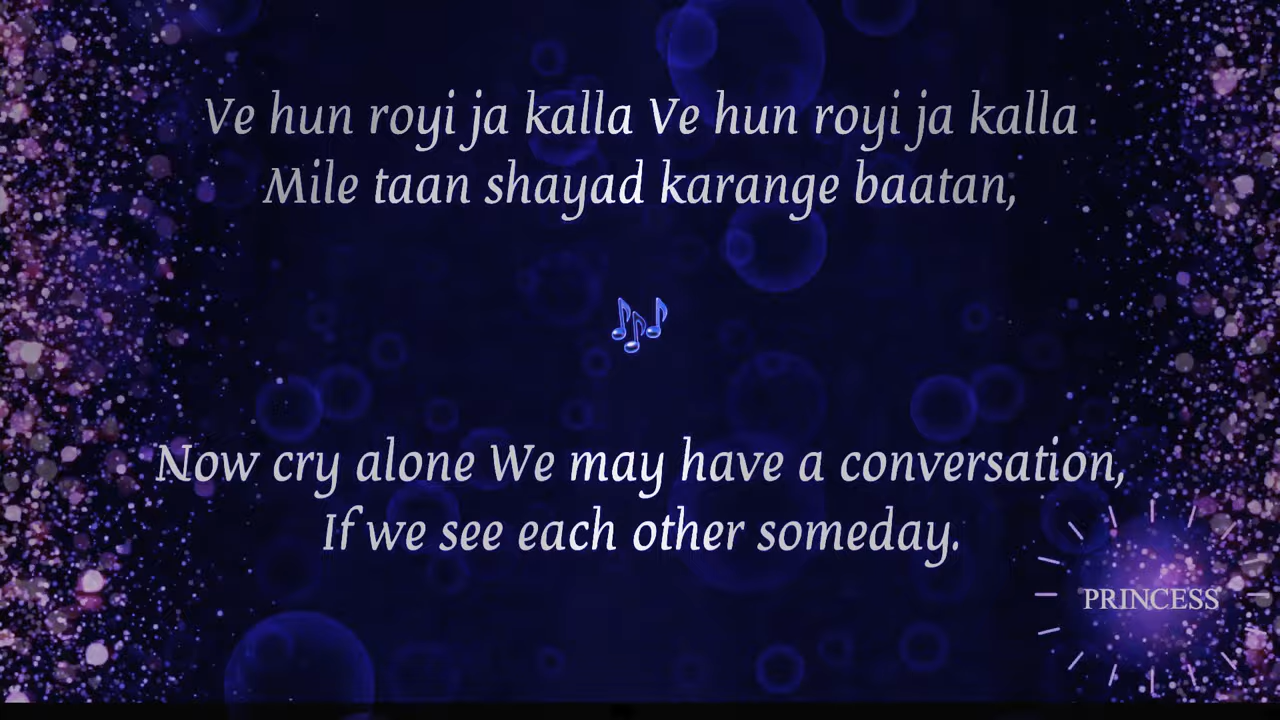 Ve hun royi ja kalla Ve hun royi ja kalla
Mile taan shayad karange baatan,
Now cry alone We may have a conversation,
If we see each other someday.
PRINCESS